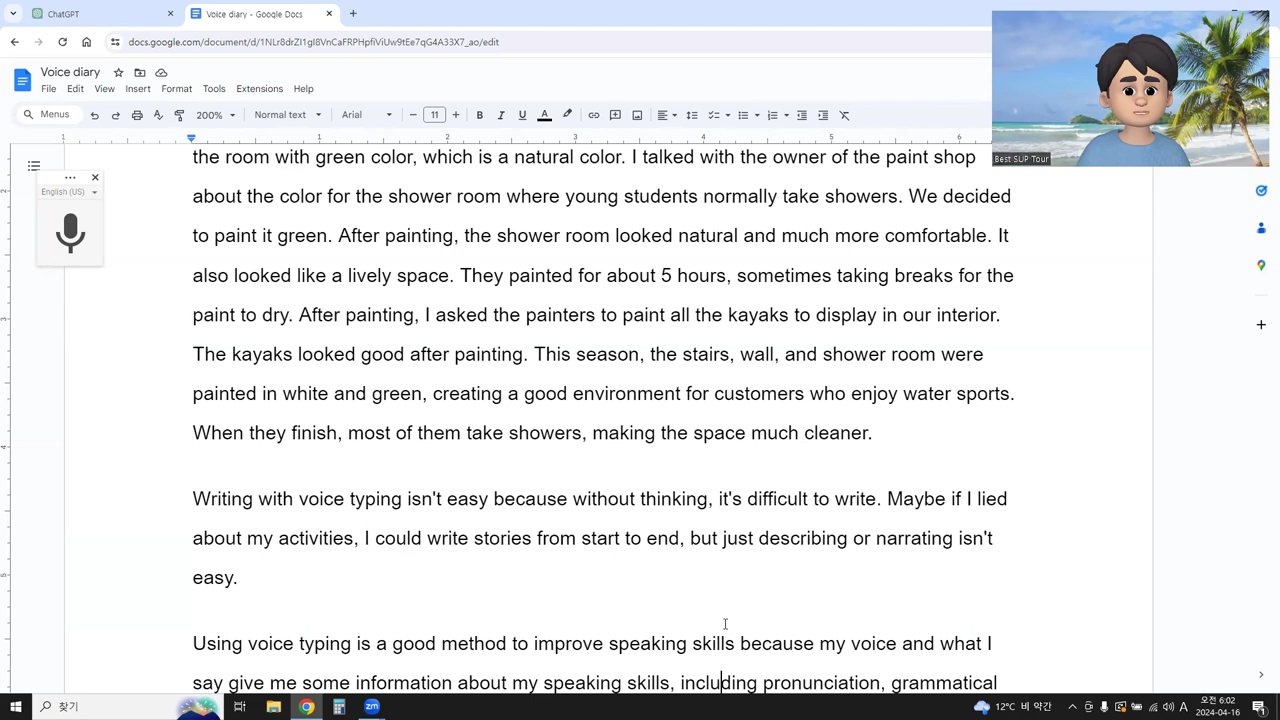 ChatGPT
Voice diary - Google Docs
docs.google.com/document/d/1NLr8drZI1gI8VnCaFRPHpfiViUw9tEe7qG4A33X7_ao/edit
Voice diary
File Edit View Insert Format Tools Extensions Help
Menus 200% Normal text Arial 11
Best SUP Tour
1 1 2 3 4 5 6
English (US)
the room with green color, which is a natural color. I talked with the owner of the paint shop
about the color for the shower room where young students normally take showers. We decided
to paint it green. After painting, the shower room looked natural and much more comfortable. It
also looked like a lively space. They painted for about 5 hours, sometimes taking breaks for the
paint to dry. After painting, I asked the painters to paint all the kayaks to display in our interior.
The kayaks looked good after painting. This season, the stairs, wall, and shower room were
painted in white and green, creating a good environment for customers who enjoy water sports.
When they finish, most of them take showers, making the space much cleaner.
Writing with voice typing isn't easy because without thinking, it's difficult to write. Maybe if I lied
about my activities, I could write stories from start to end, but just describing or narrating isn't
easy.
Using voice typing is a good method to improve speaking skills because my voice and what I
say give me some information about my speaking skills, including pronunciation, grammatical
찾기
12°C 비 약간
A
오전 6:02
2024-04-16